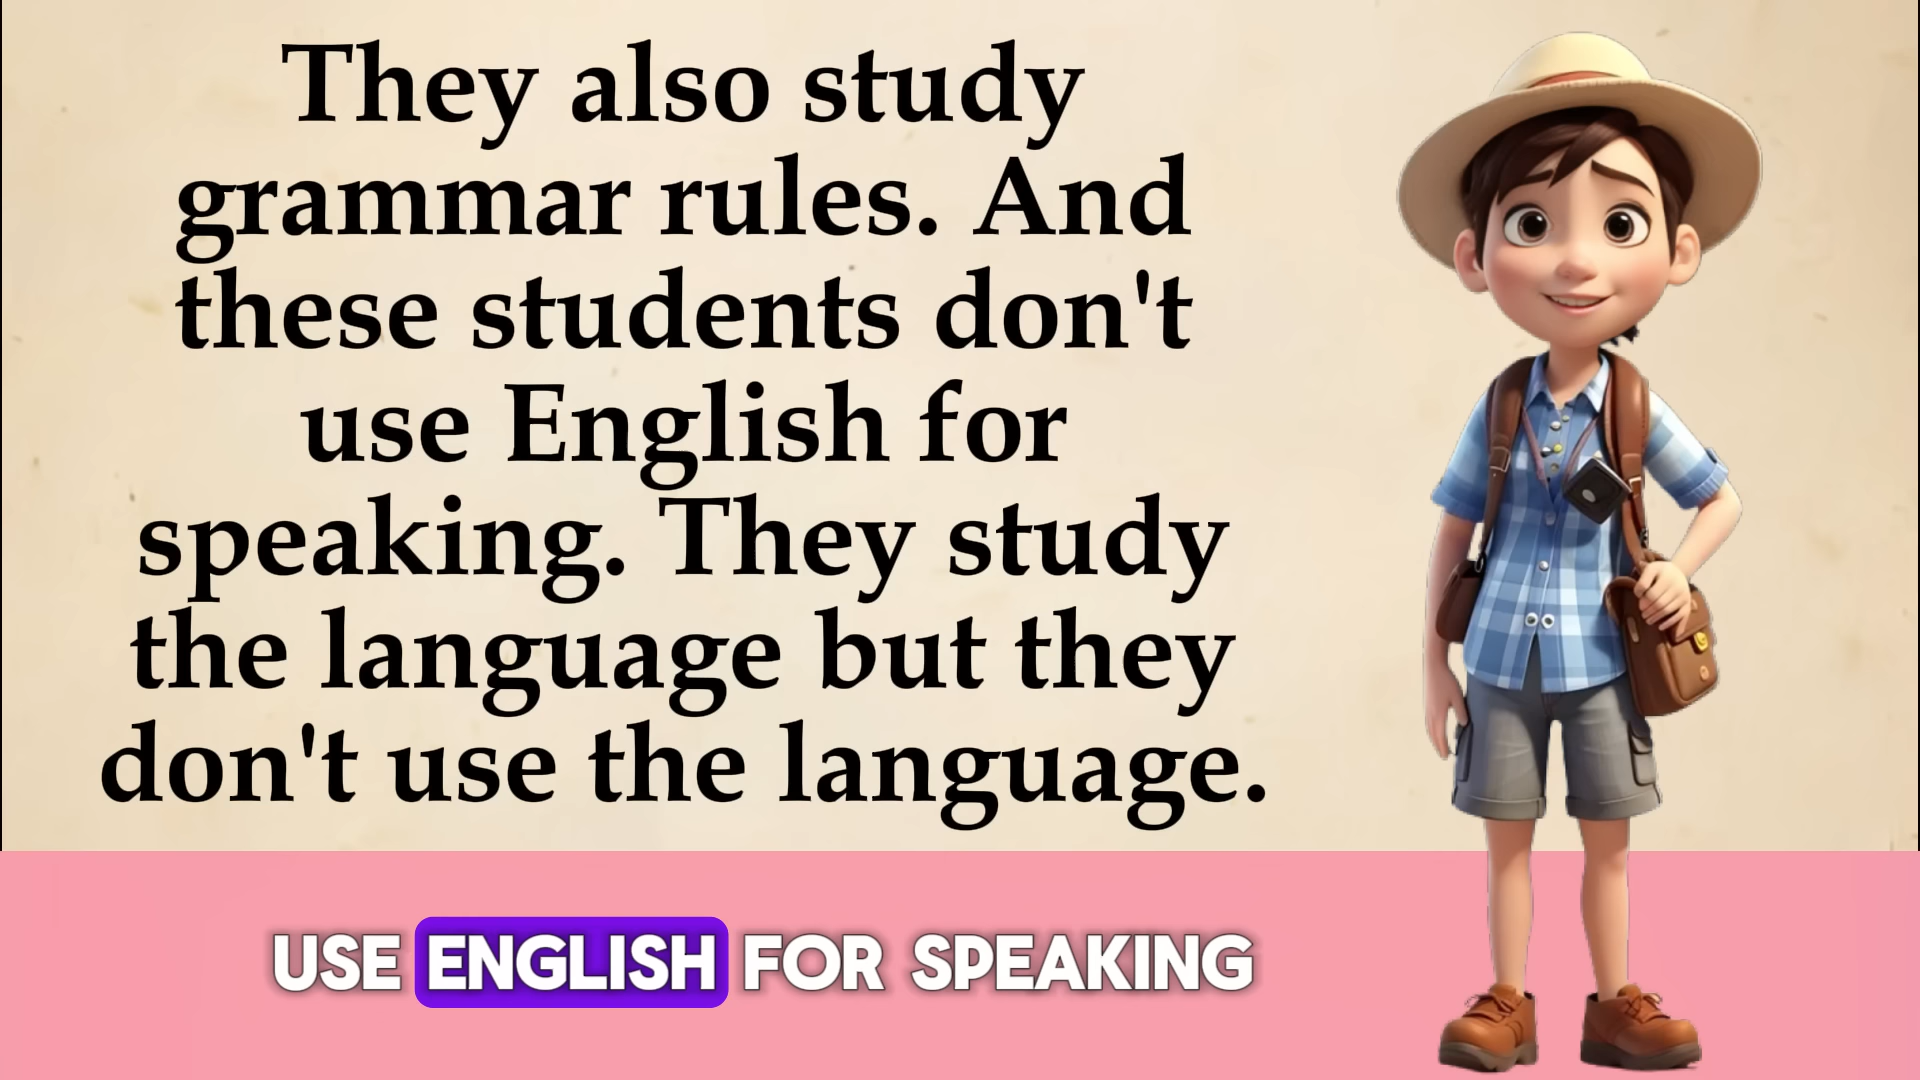 They also study
grammar rules. And
these students don't
use English for
speaking. They study
the language but they
don't use the language.
USE ENGLISH FOR SPEAKING